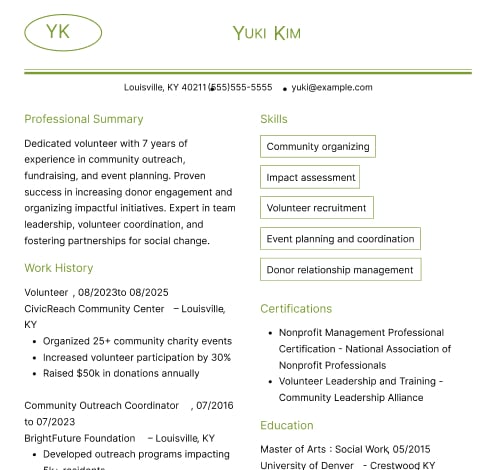 YK
Yuki Kim
Louisville, KY 40211 (555)555-5555 • yuki@example.com
Professional Summary
Dedicated volunteer with 7 years of
experience in community outreach,
fundraising, and event planning. Proven
success in increasing donor engagement and
organizing impactful initiatives. Expert in team
leadership, volunteer coordination, and
fostering partnerships for social change.
Work History
Volunteer , 08/2023to 08/2025
CivicReach Community Center – Louisville,
KY
• Organized 25+ community charity events
• Increased volunteer participation by 30%
• Raised $50k in donations annually
Community Outreach Coordinator , 07/2016
to 07/2023
BrightFuture Foundation – Louisville, KY
• Developed outreach programs impacting
residents
Skills
Community organizing
Impact assessment
Volunteer recruitment
Event planning and coordination
Donor relationship management
Certifications
• Nonprofit Management Professional
Certification - National Association of
Nonprofit Professionals
• Volunteer Leadership and Training -
Community Leadership Alliance
Education
Master of Arts : Social Work, 05/2015
University of Denver - Crestwood KY